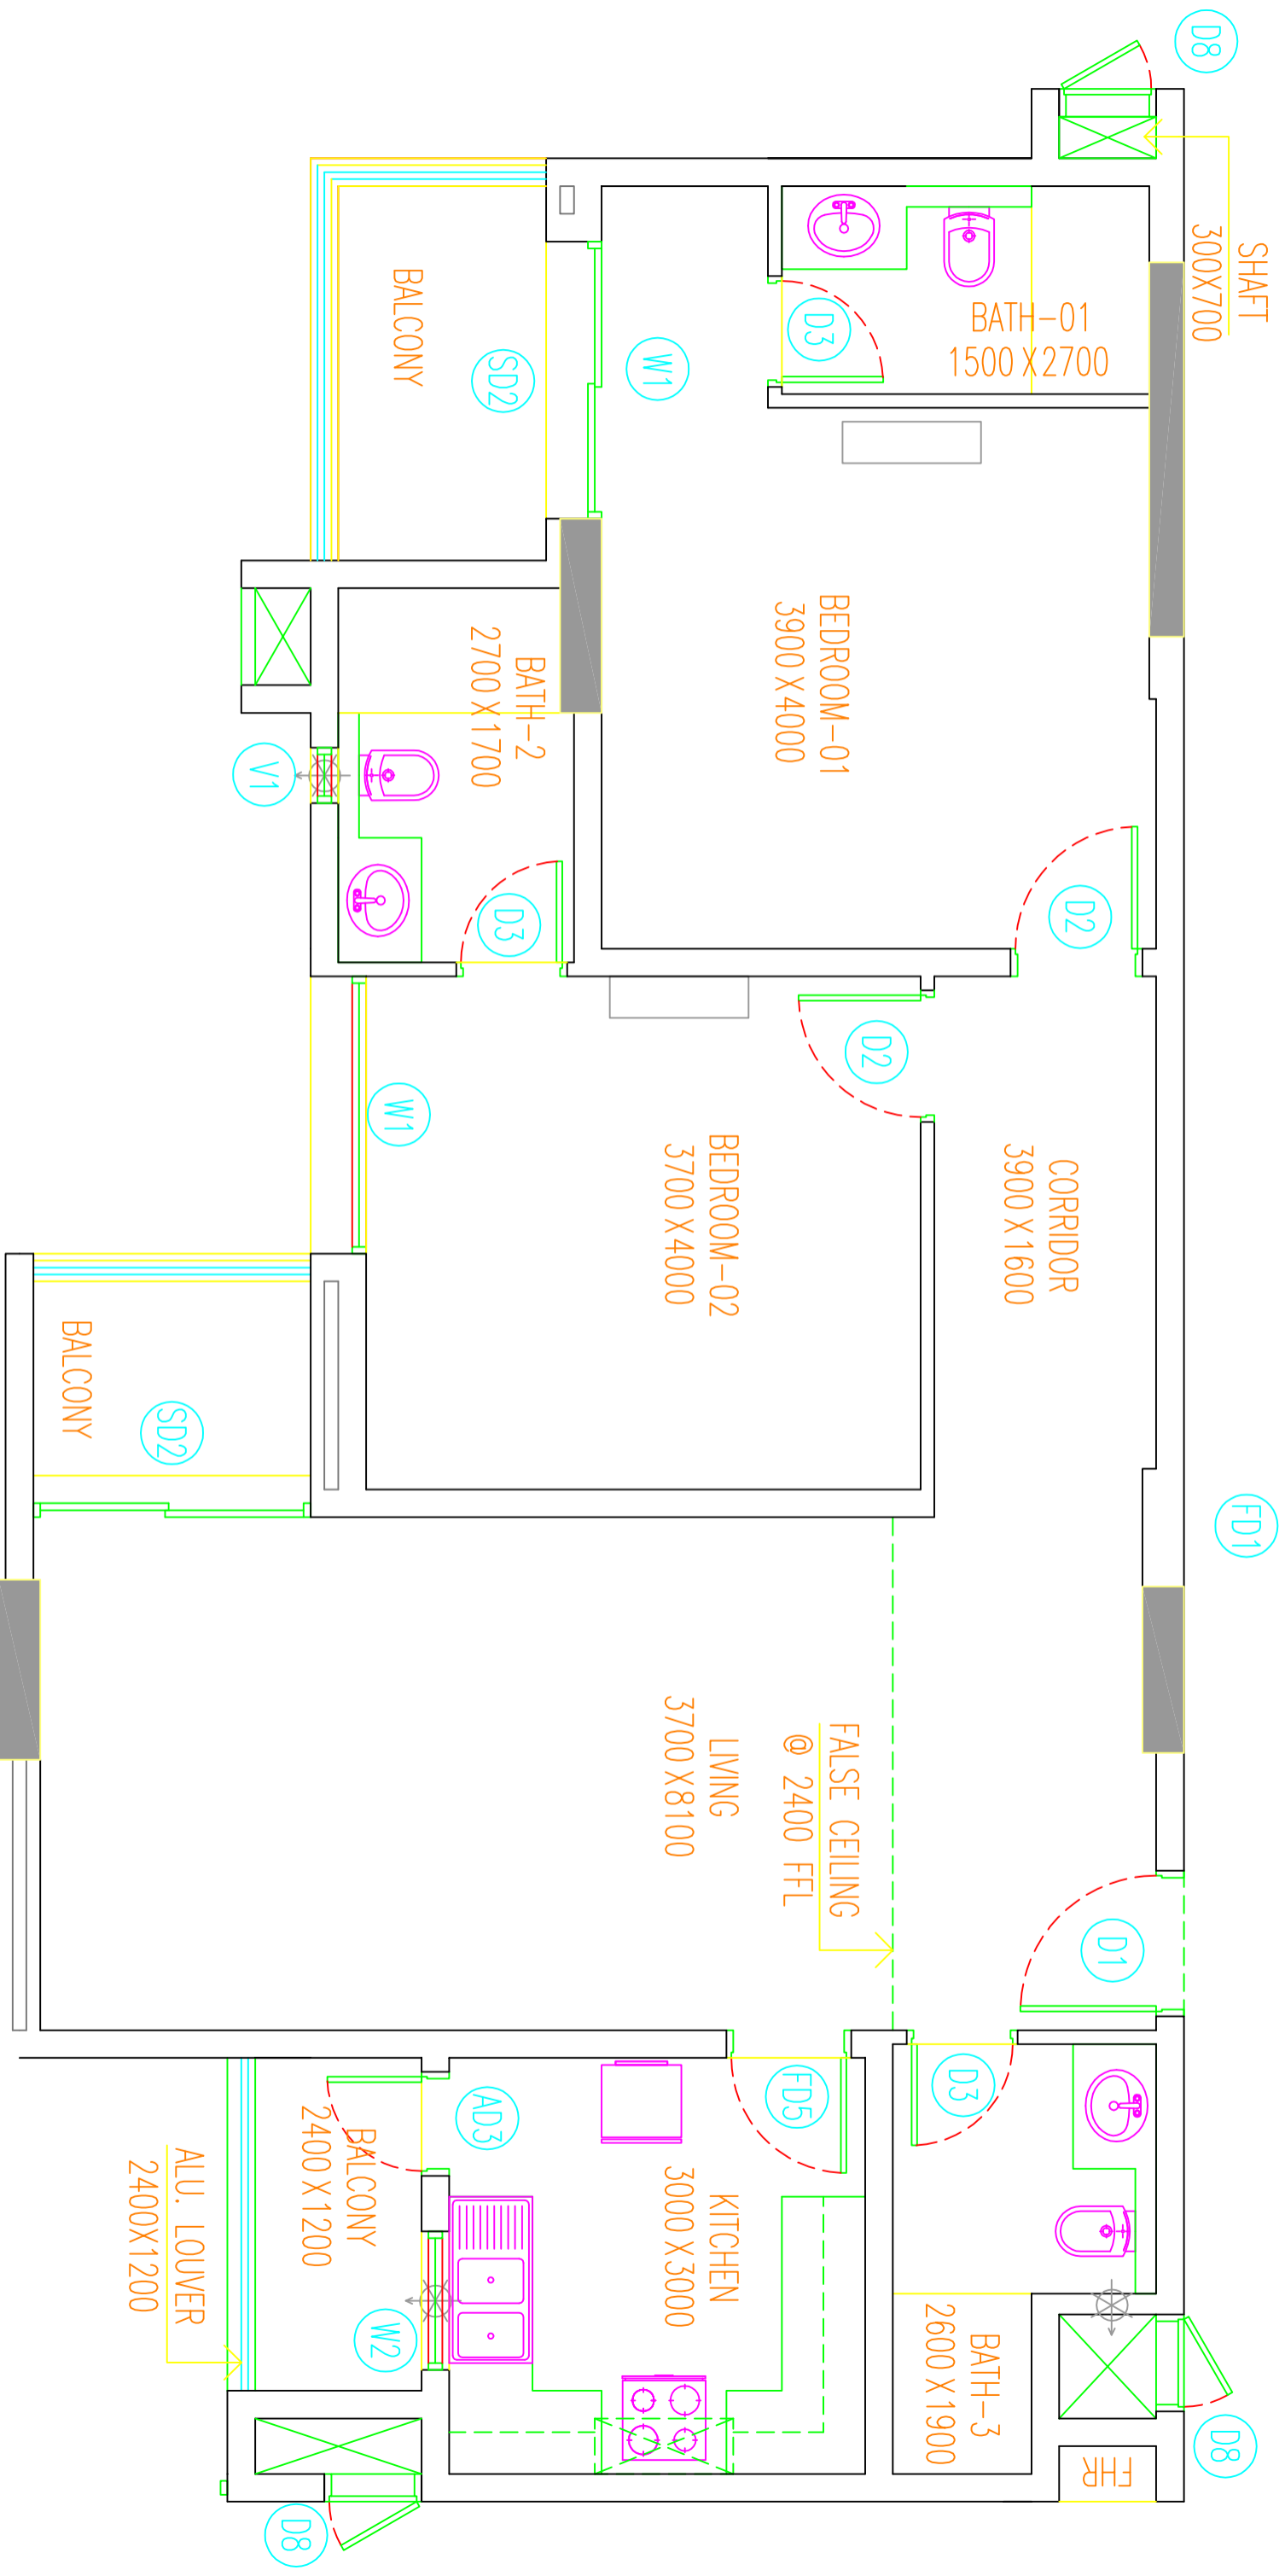 D8
SHAFT
300X700
BATH-01
1500 X 2700
D3
W1
SD2
BALCONY
BEDROOM-01
3900 X 4000
BATH-2
2700 X 1700
V1
D3
D2
D2
W1
CORRIDOR
3900 X 1600
BEDROOM-02
3700 X 4000
BALCONY
SD2
FD1
LIVING
3700 X 8100
FALSE CEILING
@ 2400 FFL
D1
D3
FD5
AD3
KITCHEN
3000 X 3000
BALCONY
2400 X 1200
ALU. LOUVER
2400X1200
W2
BATH-3
2600 X 1900
FHR
D8
D8